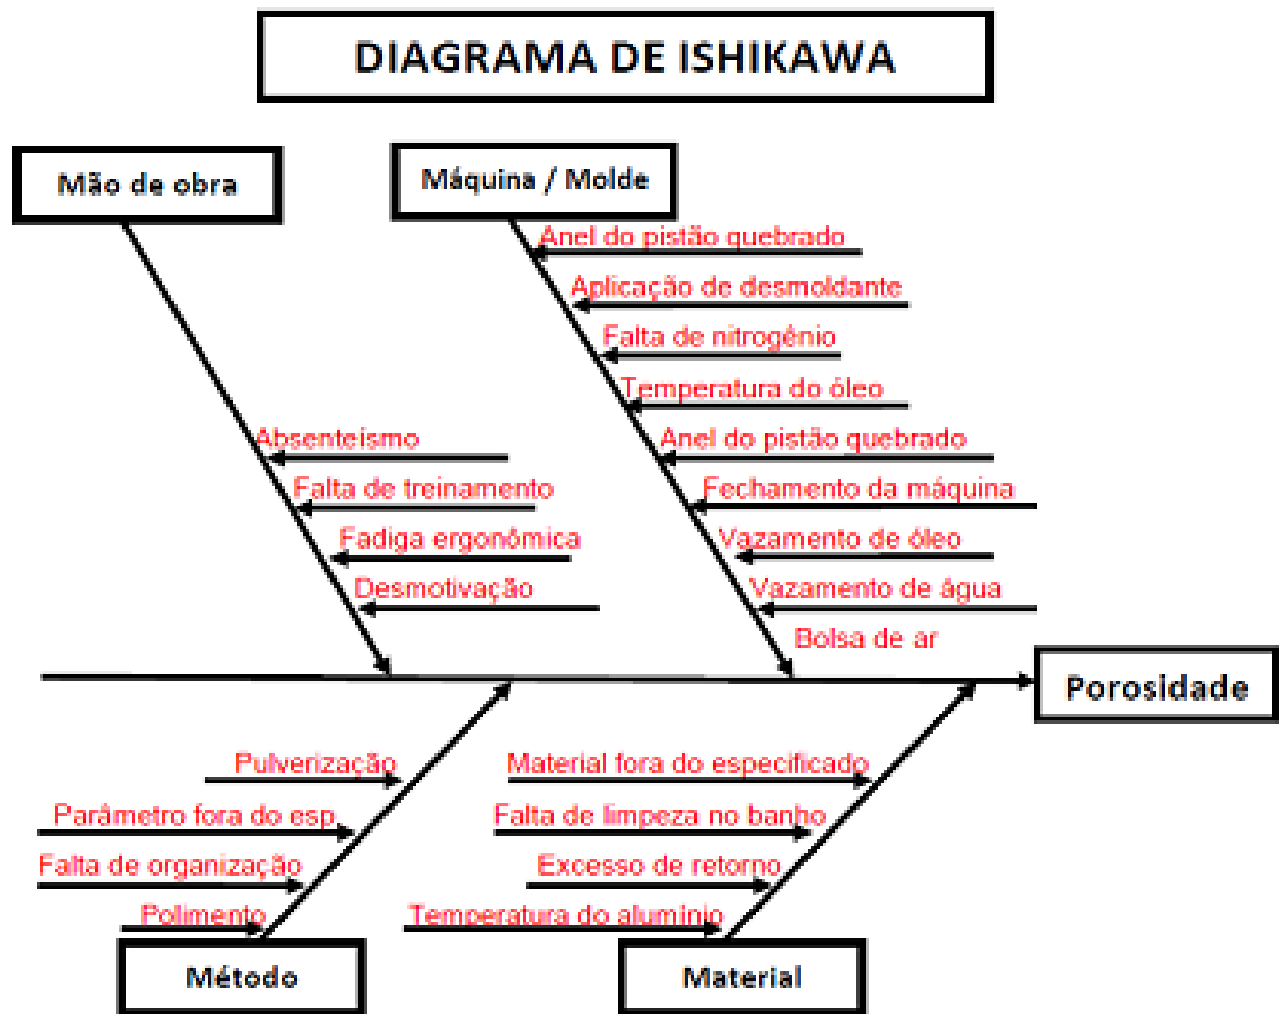 DIAGRAMA DE ISHIKAWA
Mão de obra
Máquina / Molde
Anel do pistão quebrado
Aplicação de desmoldante
Falta de nitrogênio
Temperatura do óleo
Anel do pistão quebrado
Fechamento da máquina
Vazamento de óleo
Vazamento de água
Bolsa de ar
Absenteísmo
Falta de treinamento
Fadiga ergonômica
Desmotivação
Porosidade
Pulverização
Parâmetro fora do esp.
Falta de organização
Polimento
Método
Material fora do especificado
Falta de limpeza no banho
Excesso de retorno
Temperatura do alumínio
Material